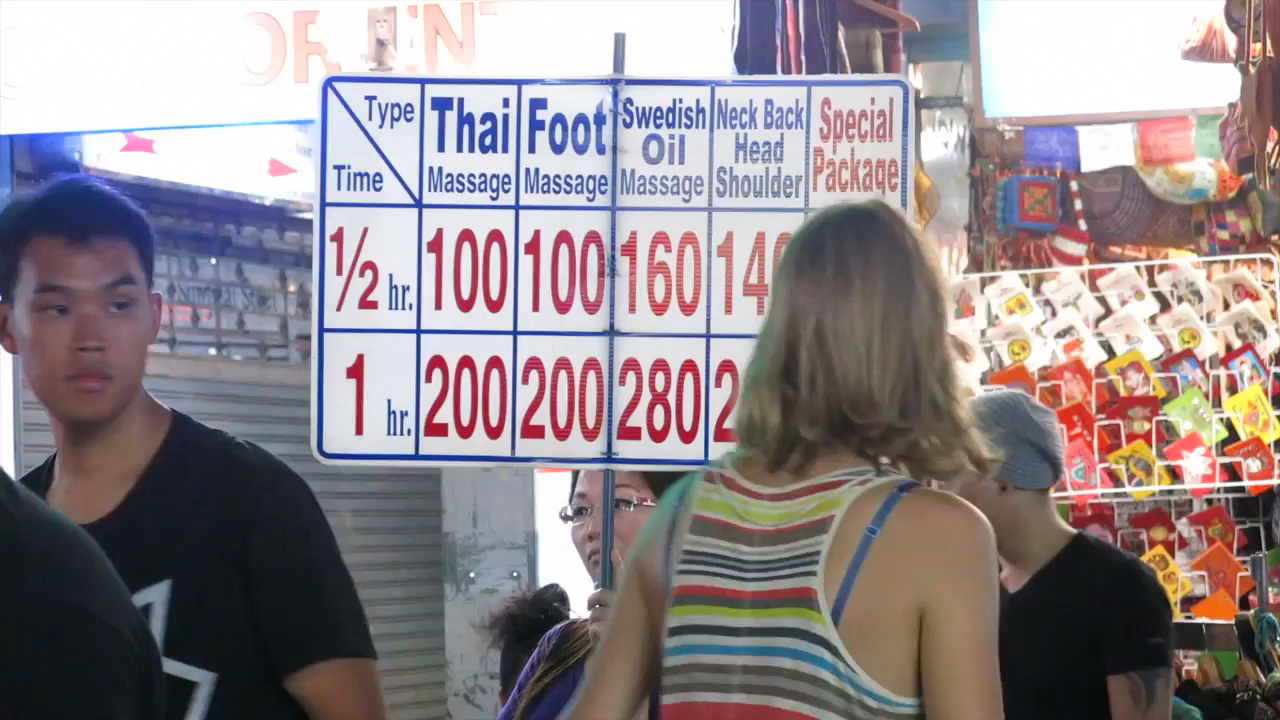 Type Thai Massage Foot Massage Swedish Oil Massage Neck Back Head Shoulder Special Package
Time
½ hr. 100 100 160
1 hr. 200 200 280